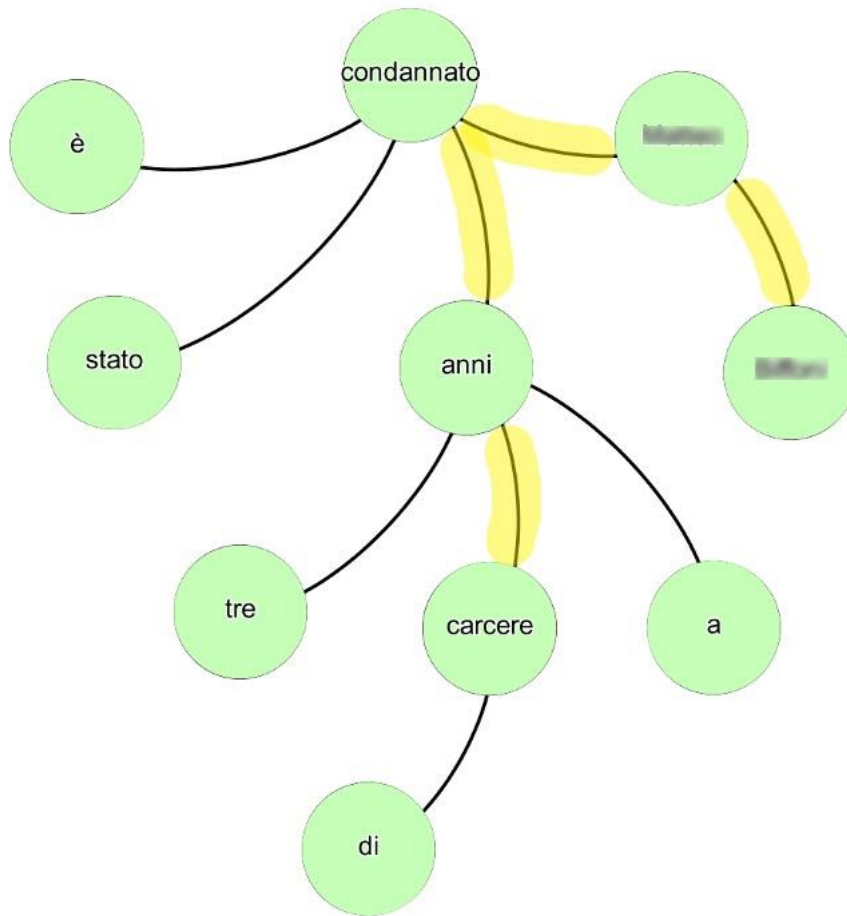 condannato
è
stato
anni
tre
carcere
a
di